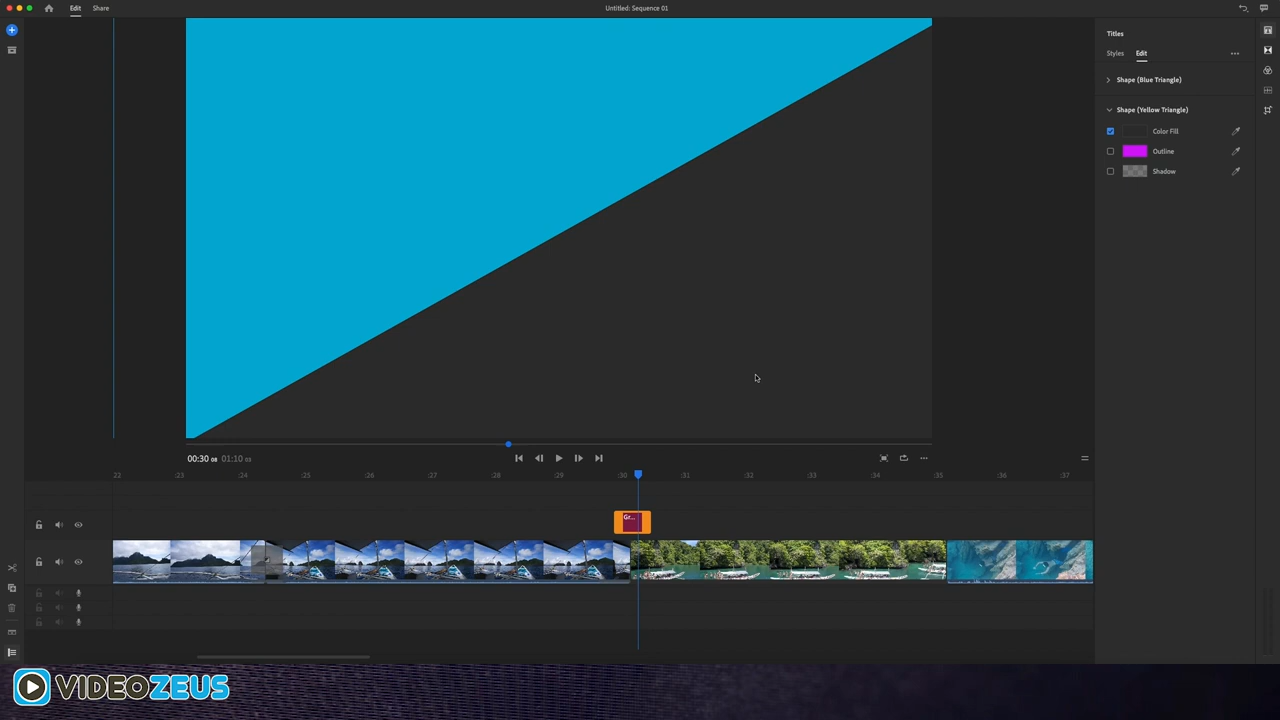 Edit
Share
Untitled: Sequence 01
Titles
Styles
Edit
Shape (Blue Triangle)
Shape (Yellow Triangle)
Color Fill
Outline
Shadow
00:30 08
01:10 03
:22
:23
:24
:25
:26
:27
:28
:29
:30
:31
:32
:33
:34
:35
:36
:37
Gr...
VIDEOZEUS